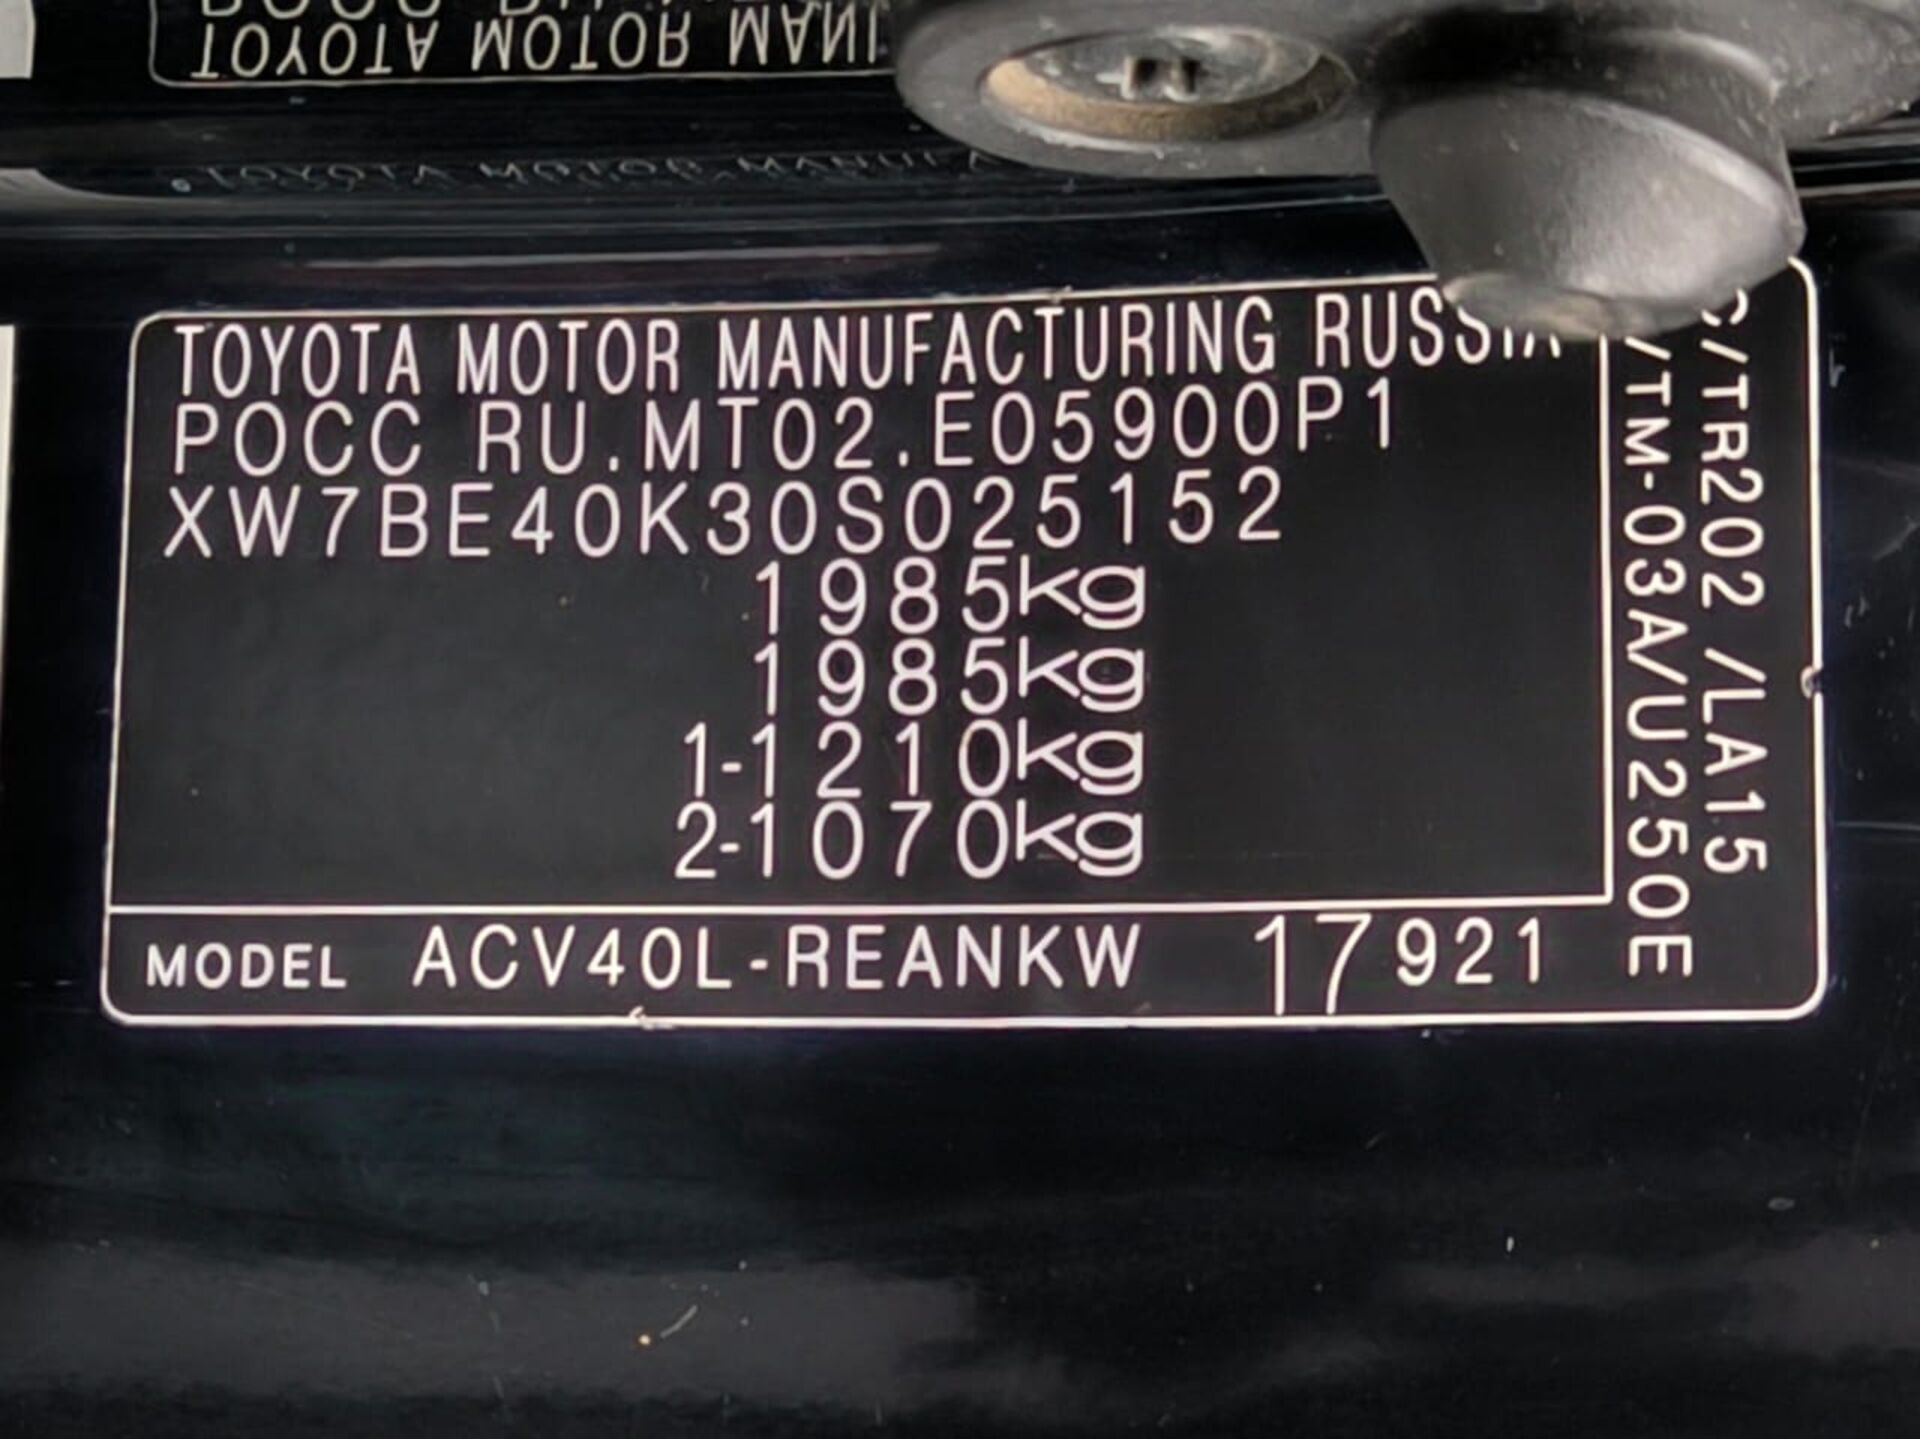 TOYOTA MOTOR MANUFACTURING RUSSIA
POCC RU.MT02.E05900P1
XW7BE40K30S025152
1985kg
1985kg
1-1210kg
2-1070kg
MODEL ACV40L-REANKW 17921
/TR202 /LA15
/TM-03A/U250E